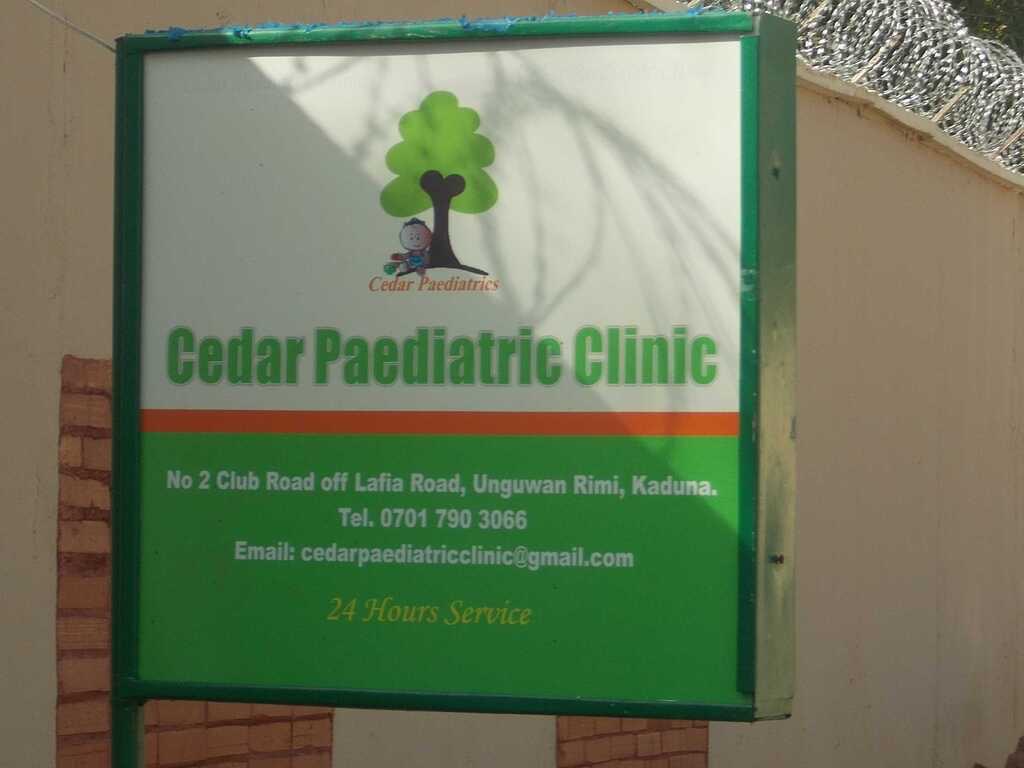 Cedar Paediatrics
Cedar Paediatric Clinic
No 2 Club Road off Lafia Road, Unguwan Rimi, Kaduna.
Tel. 0701 790 3066
Email: cedarpaediatricclinic@gmail.com
24 Hours Service